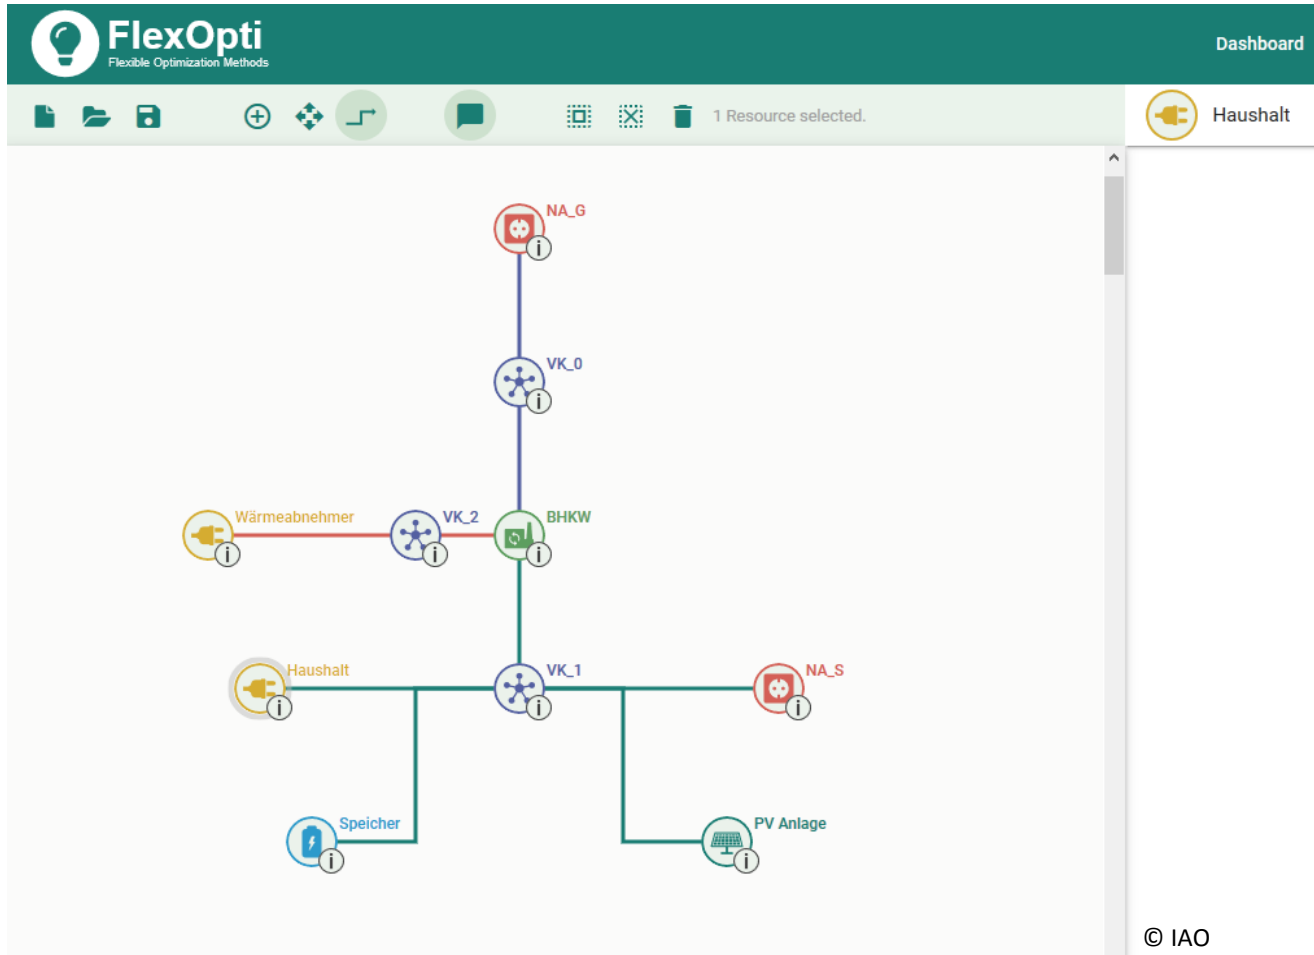 FlexOpti
Flexible Optimization Methods
Dashboard
1 Resource selected.
Haushalt
NA_G
VK_0
Wärmeabnehmer
VK_2
BHKW
Haushalt
VK_1
NA_S
Speicher
PV Anlage
© IAO